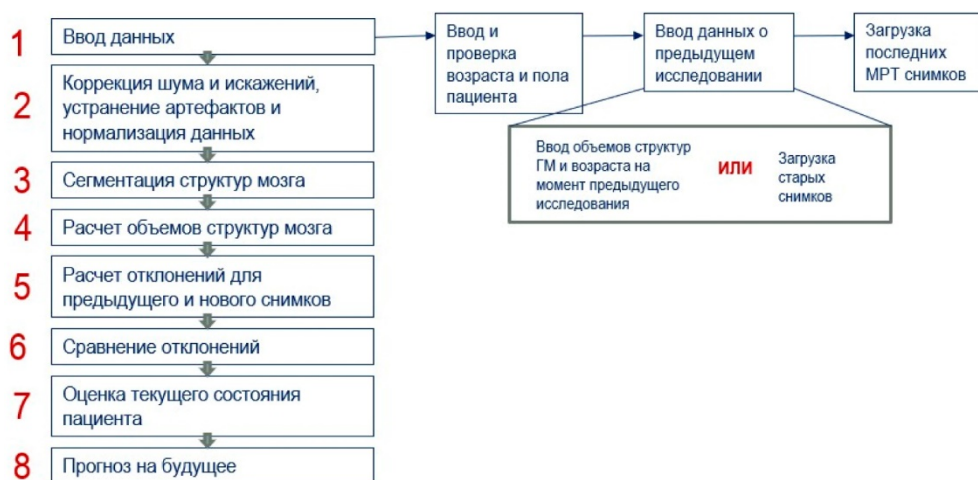 1
Ввод данных
Ввод и
проверка
возраста и пола
пациента
Ввод данных о
предыдущем
исследовании
Загрузка
последних
МРТ снимков
2
Коррекция шума и искажений,
устранение артефактов и
нормализация данных
Ввод объемов структур
ГМ и возраста на
момент предыдущего
исследования
ИЛИ
Загрузка
старых
снимков
3
Сегментация структур мозга
4
Расчет объемов структур мозга
5
Расчет отклонений для
предыдущего и нового снимков
6
Сравнение отклонений
7
Оценка текущего состояния
пациента
8
Прогноз на будущее